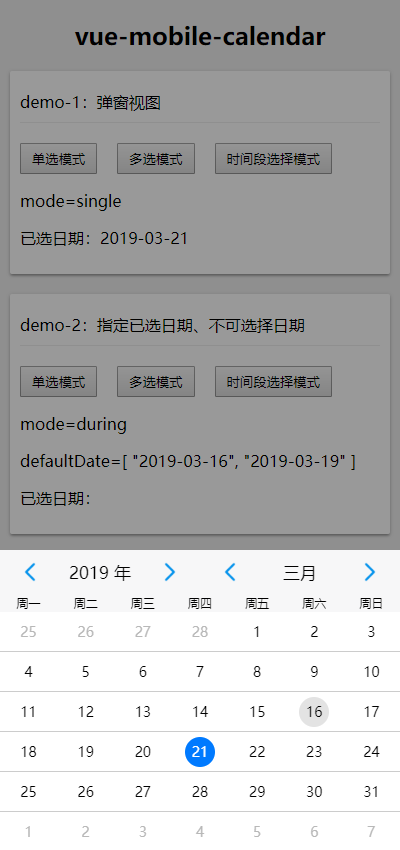 vue-mobile-calendar
demo-1：弹窗视图
单选模式 多选模式 时间段选择模式
mode=single
已选日期：2019-03-21
demo-2：指定已选日期、不可选择日期
单选模式 多选模式 时间段选择模式
mode=during
defaultDate=[ "2019-03-16", "2019-03-19" ]
已选日期：
2019 年 三月
周一 周二 周三 周四 周五 周六 周日
25 26 27 28 1 2 3
4 5 6 7 8 9 10
11 12 13 14 15 16 17
18 19 20 21 22 23 24
25 26 27 28 29 30 31
1 2 3 4 5 6 7